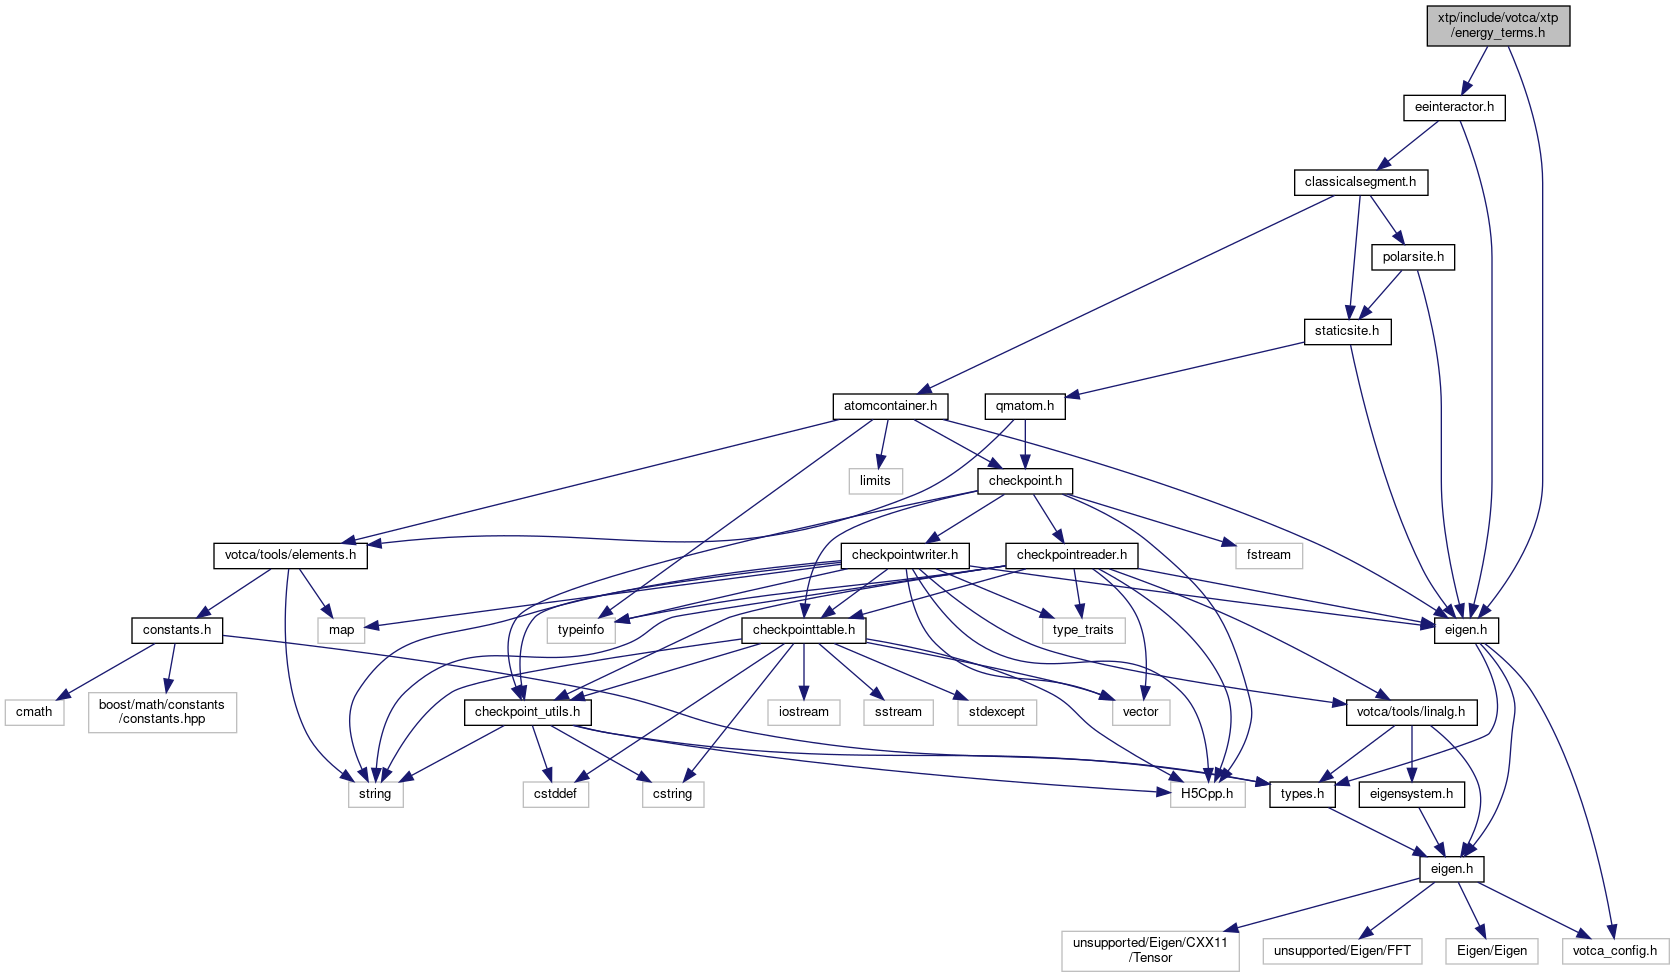 xtp/include/votca/xtp
/energy_terms.h
eeinteractor.h
classicalsegment.h
polarsite.h
staticsite.h
atomcontainer.h
qmatom.h
limits
checkpoint.h
votca/tools/elements.h
checkpointwriter.h
checkpointreader.h
fstream
constants.h
map
typeinfo
checkpointtable.h
type_traits
eigen.h
cmath
boost/math/constants
/constants.hpp
checkpoint_utils.h
iostream
sstream
stdexcept
vector
votca/tools/linalg.h
string
cstddef
cstring
H5Cpp.h
types.h
eigensystem.h
eigen.h
unsupported/Eigen/CXX11
/Tensor
unsupported/Eigen/FFT
Eigen/Eigen
votca_config.h